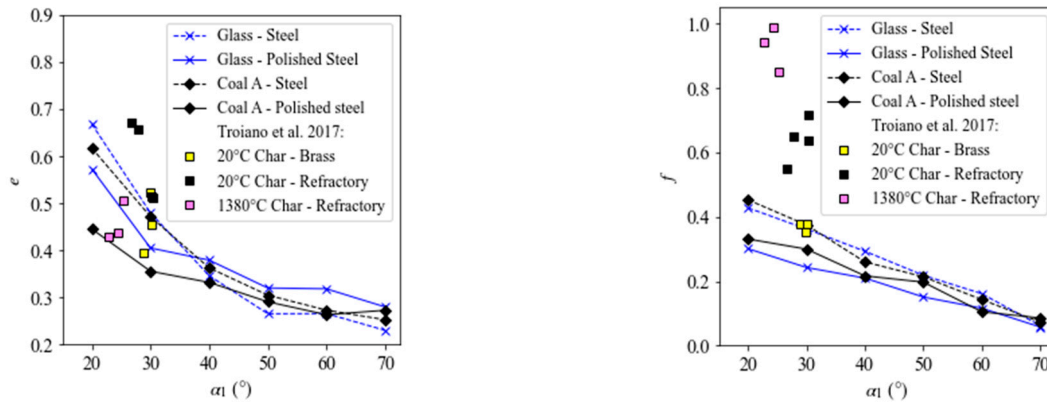 0.9
0.8
0.7
0.6
0.5
0.4
0.3
0.2
e
Glass - Steel
Glass - Polished Steel
Coal A - Steel
Coal A - Polished steel
Troiano et al. 2017:
20°C Char - Brass
20°C Char - Refractory
1380°C Char - Refractory
20 30 40 50 60 70
α1 (°)
1.0
0.8
0.6
0.4
0.2
0.0
f
Glass - Steel
Glass - Polished Steel
Coal A - Steel
Coal A - Polished steel
Troiano et al. 2017:
20°C Char - Brass
20°C Char - Refractory
1380°C Char - Refractory
20 30 40 50 60 70
α1 (°)